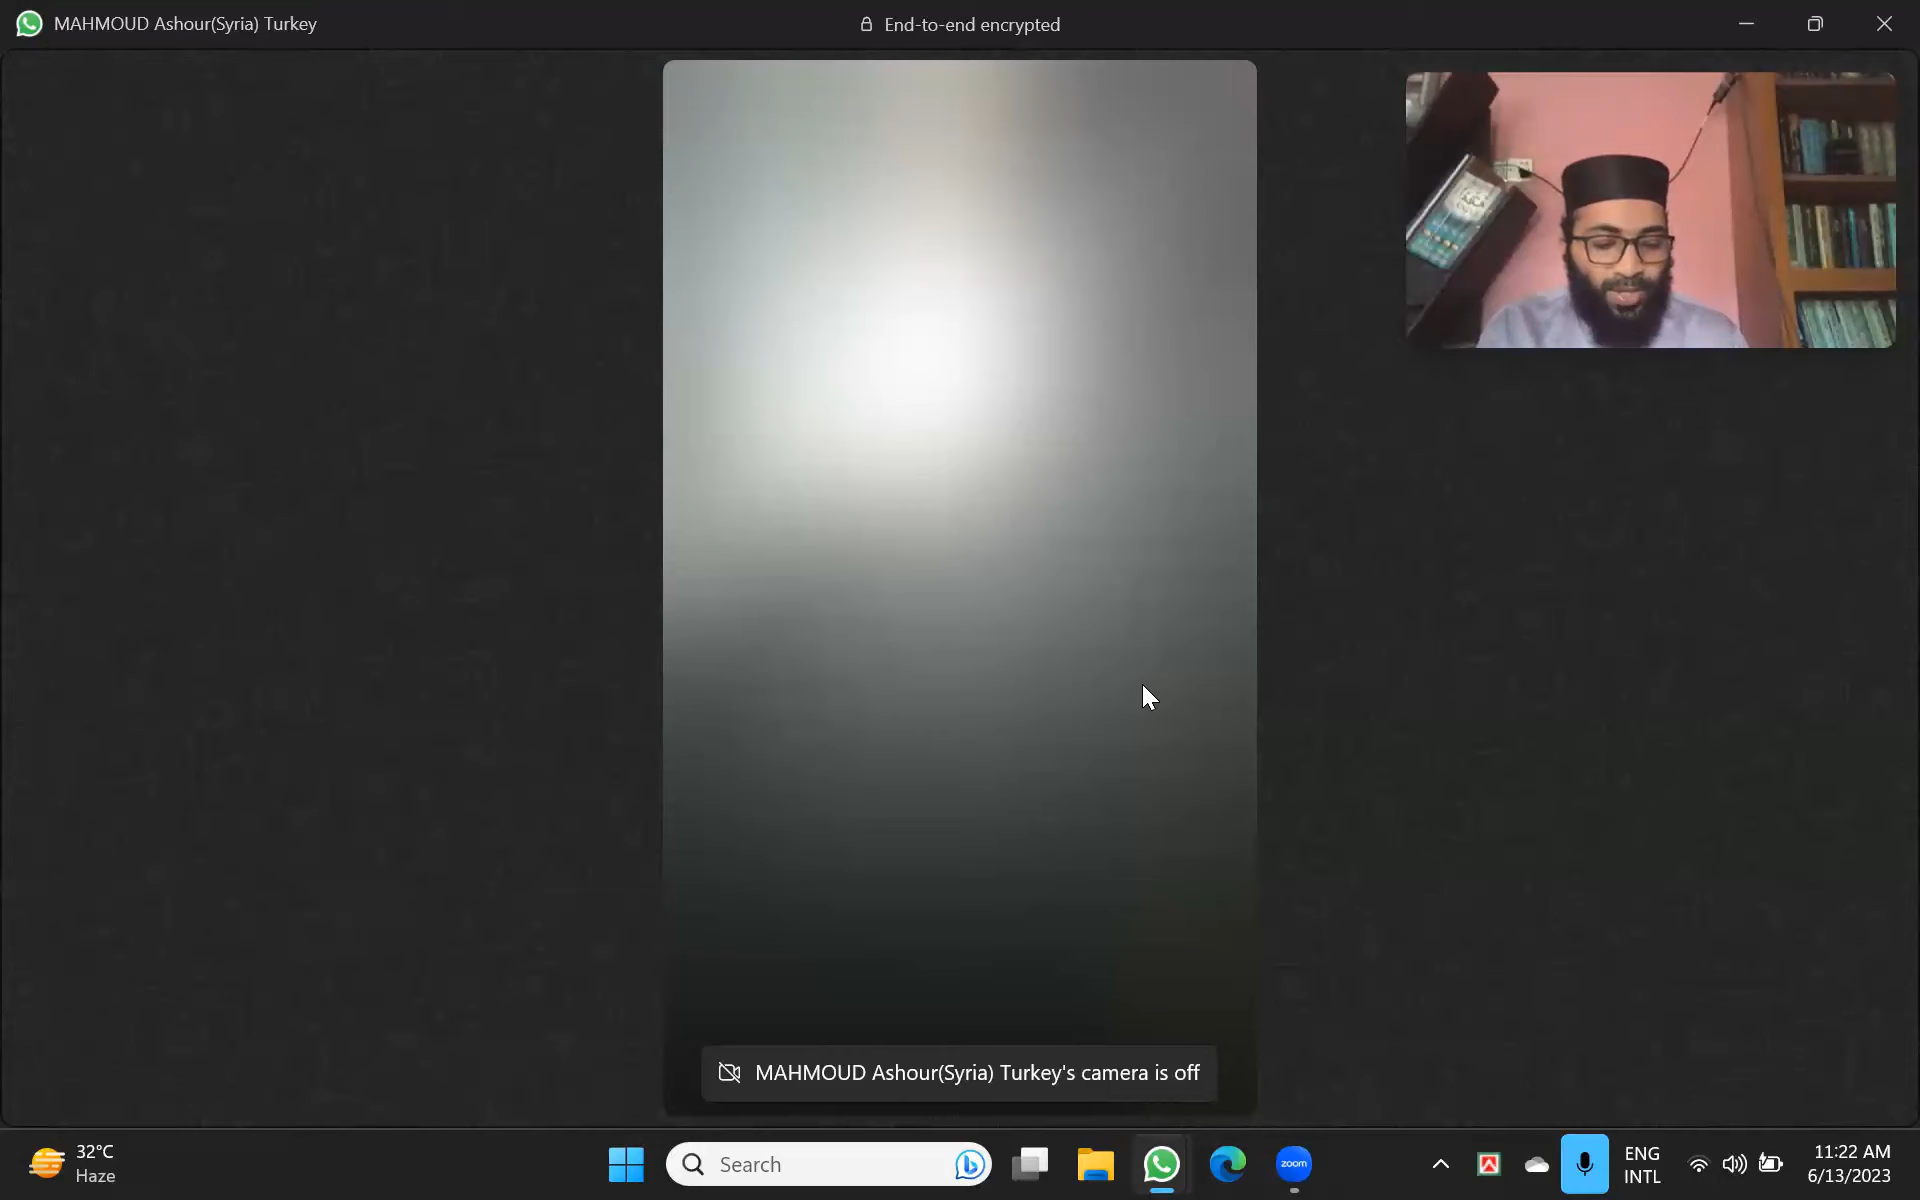 MAHMOUD Ashour(Syria) Turkey
End-to-end encrypted
MAHMOUD Ashour(Syria) Turkey's camera is off
32°C
Haze
Search
zoom
ENG
INTL
11:22 AM
6/13/2023